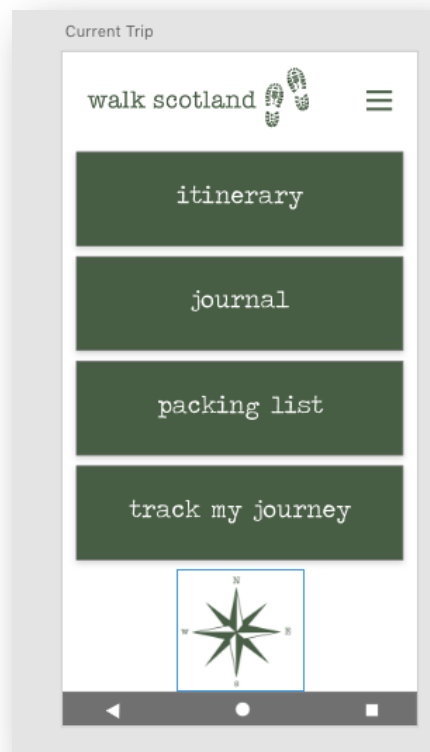 Current Trip
walk scotland
itinerary
journal
packing list
track my journey
N
w E
s